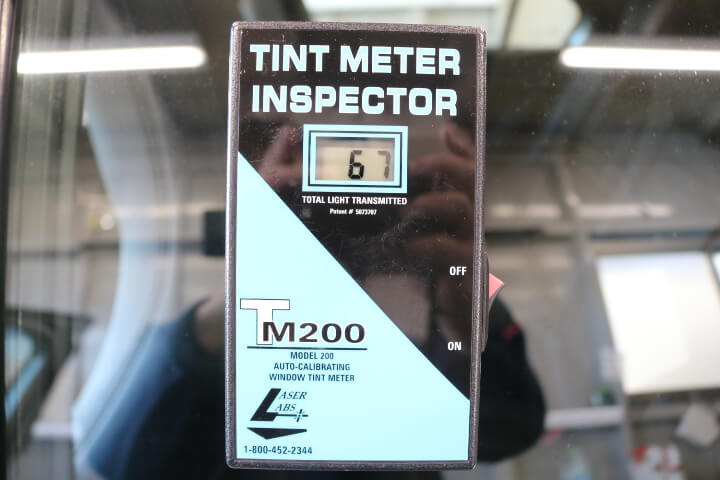 TINT METER
INSPECTOR
67
TOTAL LIGHT TRANSMITTED
Patent # 5073707
OFF
ON
TM200
MODEL 200
AUTO-CALIBRATING
WINDOW TINT METER
LASER
LABS
1-800-452-2344